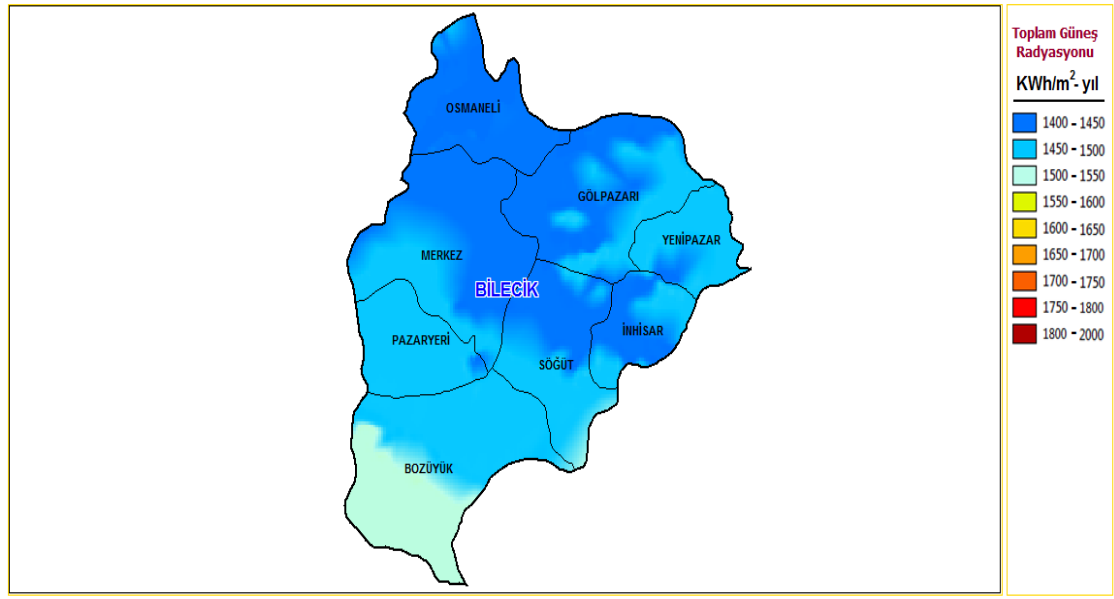 OSMANELİ
GÖLPAZARI
YENİPAZAR
MERKEZ
BİLECİK
İNHİSAR
PAZARYERİ
SÖĞÜT
BOZÜYÜK
Toplam Güneş
Radyasyonu
KWh/m²- yıl
1400 - 1450
1450 - 1500
1500 - 1550
1550 - 1600
1600 - 1650
1650 - 1700
1700 - 1750
1750 - 1800
1800 - 2000